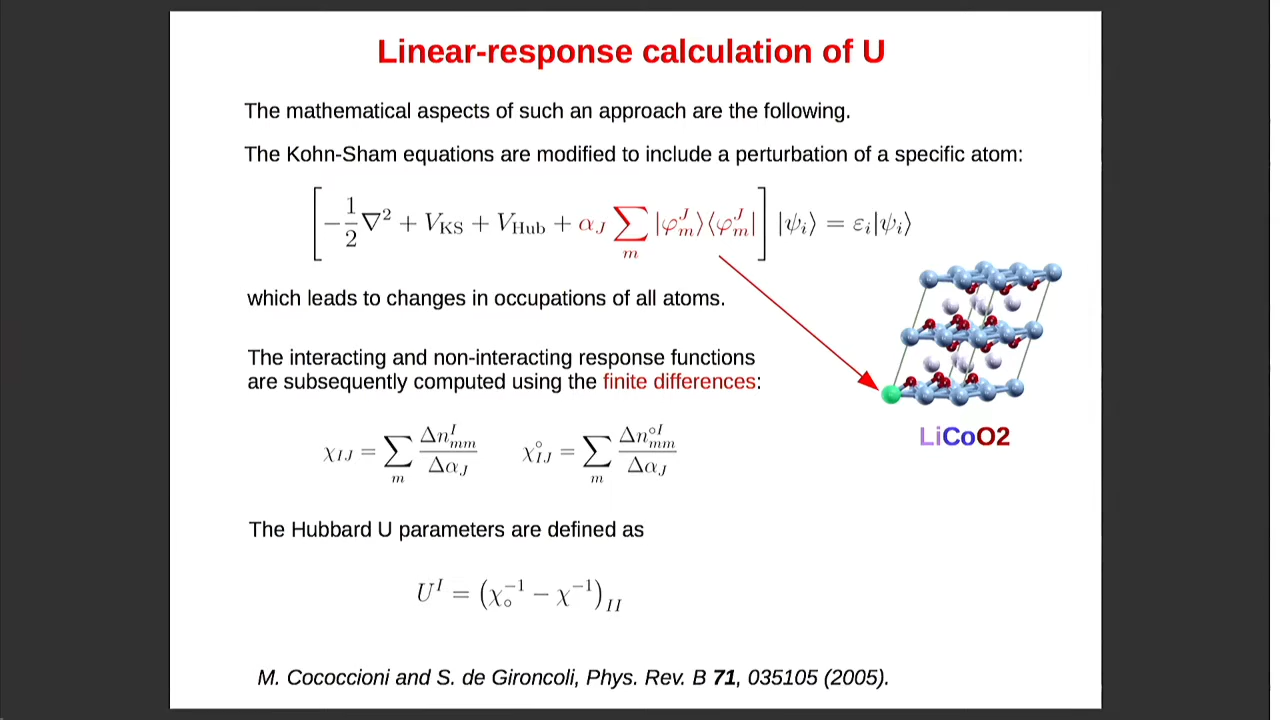 Linear-response calculation of U
The mathematical aspects of such an approach are the following.
The Kohn-Sham equations are modified to include a perturbation of a specific atom:
[−1/2 ∇² + V_KS + V_Hub + α_J ∑_m |φ_m^J⟩⟨φ_m^J|] |ψ_i⟩ = ε_i|ψ_i⟩
which leads to changes in occupations of all atoms.
The interacting and non-interacting response functions
are subsequently computed using the finite differences:
χ_IJ = ∑_m Δn_mm^I / Δα_J   χ°_IJ = ∑_m Δn_mm^°I / Δα_J
LiCoO2
The Hubbard U parameters are defined as
U^I = (χ_°^−1 − χ^−1)_II
M. Cococcioni and S. de Gironcoli, Phys. Rev. B 71, 035105 (2005).